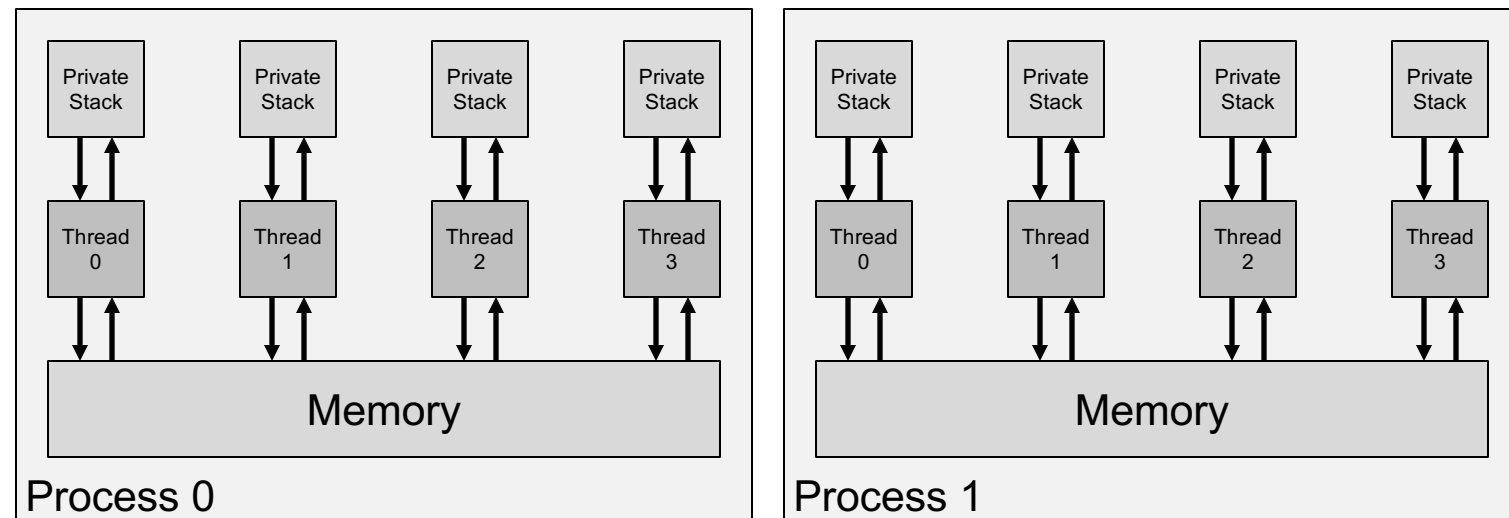 Private
Stack
Private
Stack
Private
Stack
Private
Stack
Thread
0
Thread
1
Thread
2
Thread
3
Memory
Process 0
Private
Stack
Private
Stack
Private
Stack
Private
Stack
Thread
0
Thread
1
Thread
2
Thread
3
Memory
Process 1